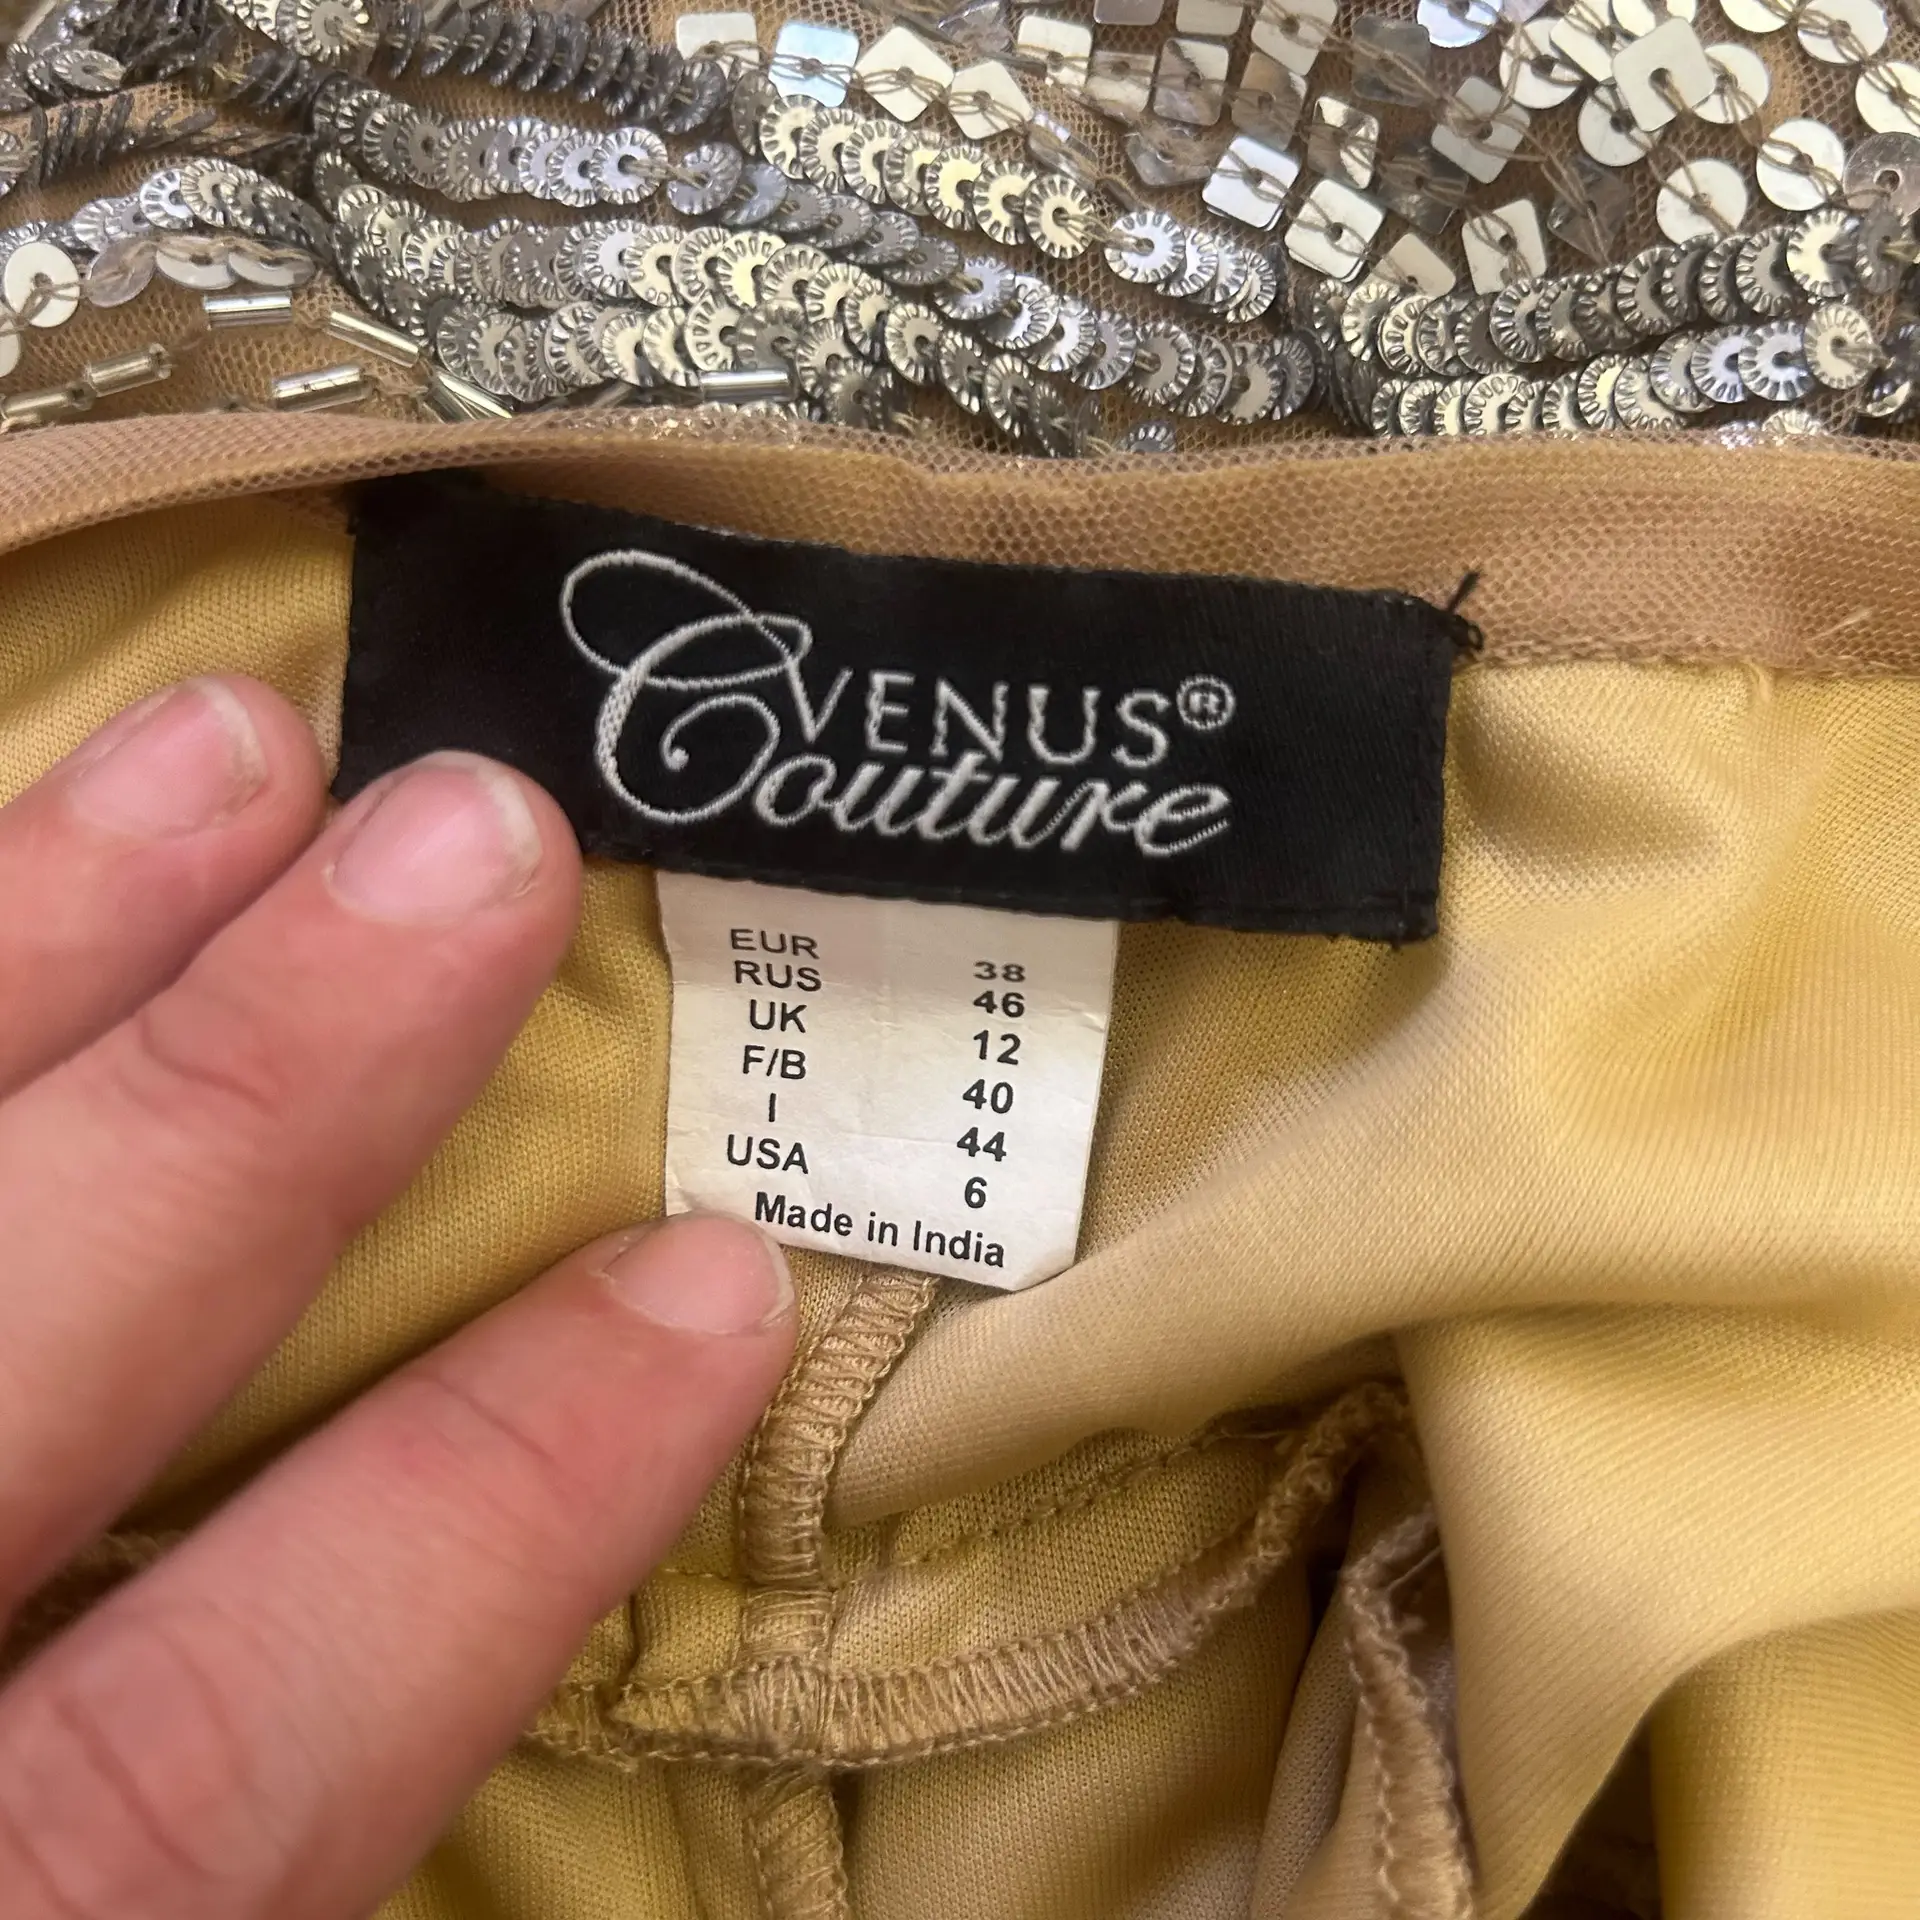 VENUS®
Couture
EUR 38
RUS 46
UK 12
F/B 40
I 44
USA 6
Made in India